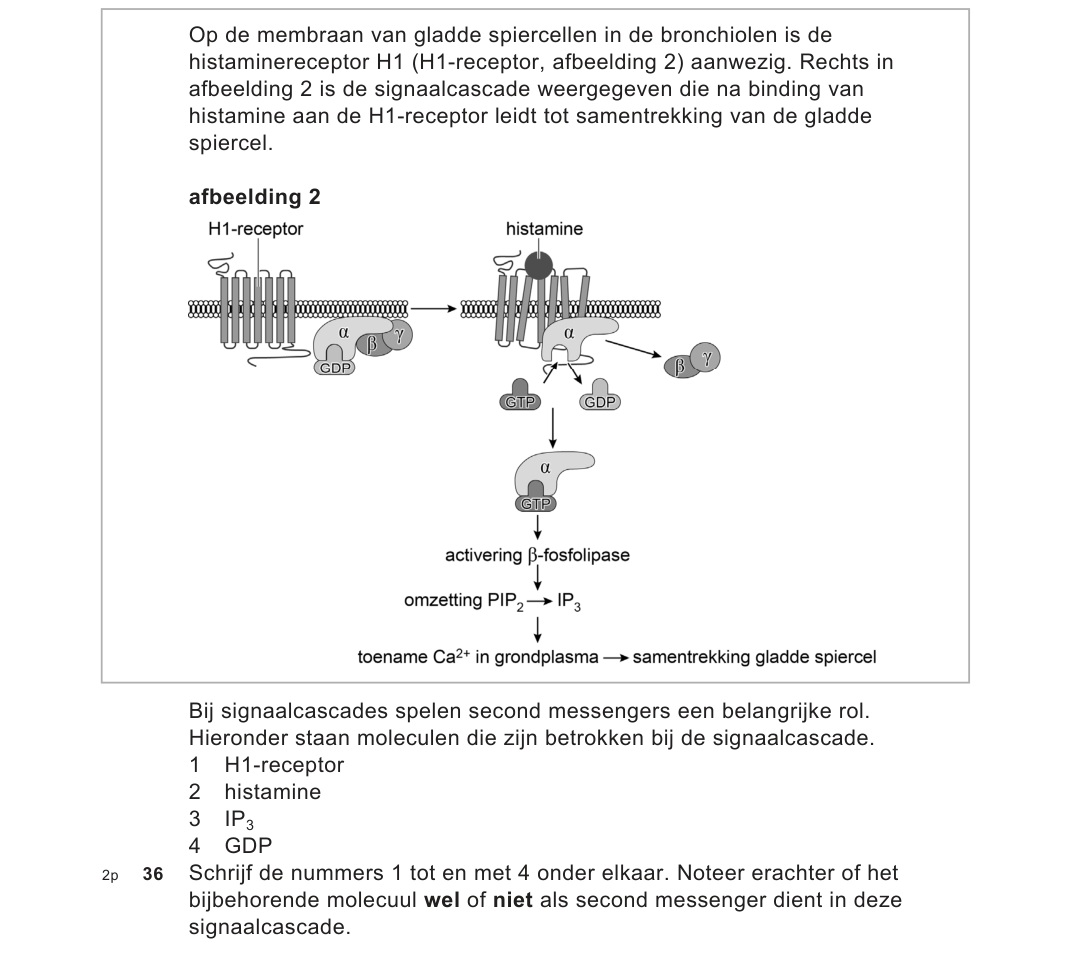 Op de membraan van gladde spiercellen in de bronchiolen is de
histaminereceptor H1 (H1-receptor, afbeelding 2) aanwezig. Rechts in
afbeelding 2 is de signaalcascade weergegeven die na binding van
histamine aan de H1-receptor leidt tot samentrekking van de gladde
spiercel.
afbeelding 2
H1-receptor
histamine
α
β
γ
GDP
α
β
γ
GTP
GDP
α
GTP
activering β-fosfolipase
omzetting PIP₂ → IP₃
toename Ca²⁺ in grondplasma → samentrekking gladde spiercel
Bij signaalcascades spelen second messengers een belangrijke rol.
Hieronder staan moleculen die zijn betrokken bij de signaalcascade.
1 H1-receptor
2 histamine
3 IP₃
4 GDP
2p 36 Schrijf de nummers 1 tot en met 4 onder elkaar. Noteer erachter of het
bijbehorende molecuul wel of niet als second messenger dient in deze
signaalcascade.